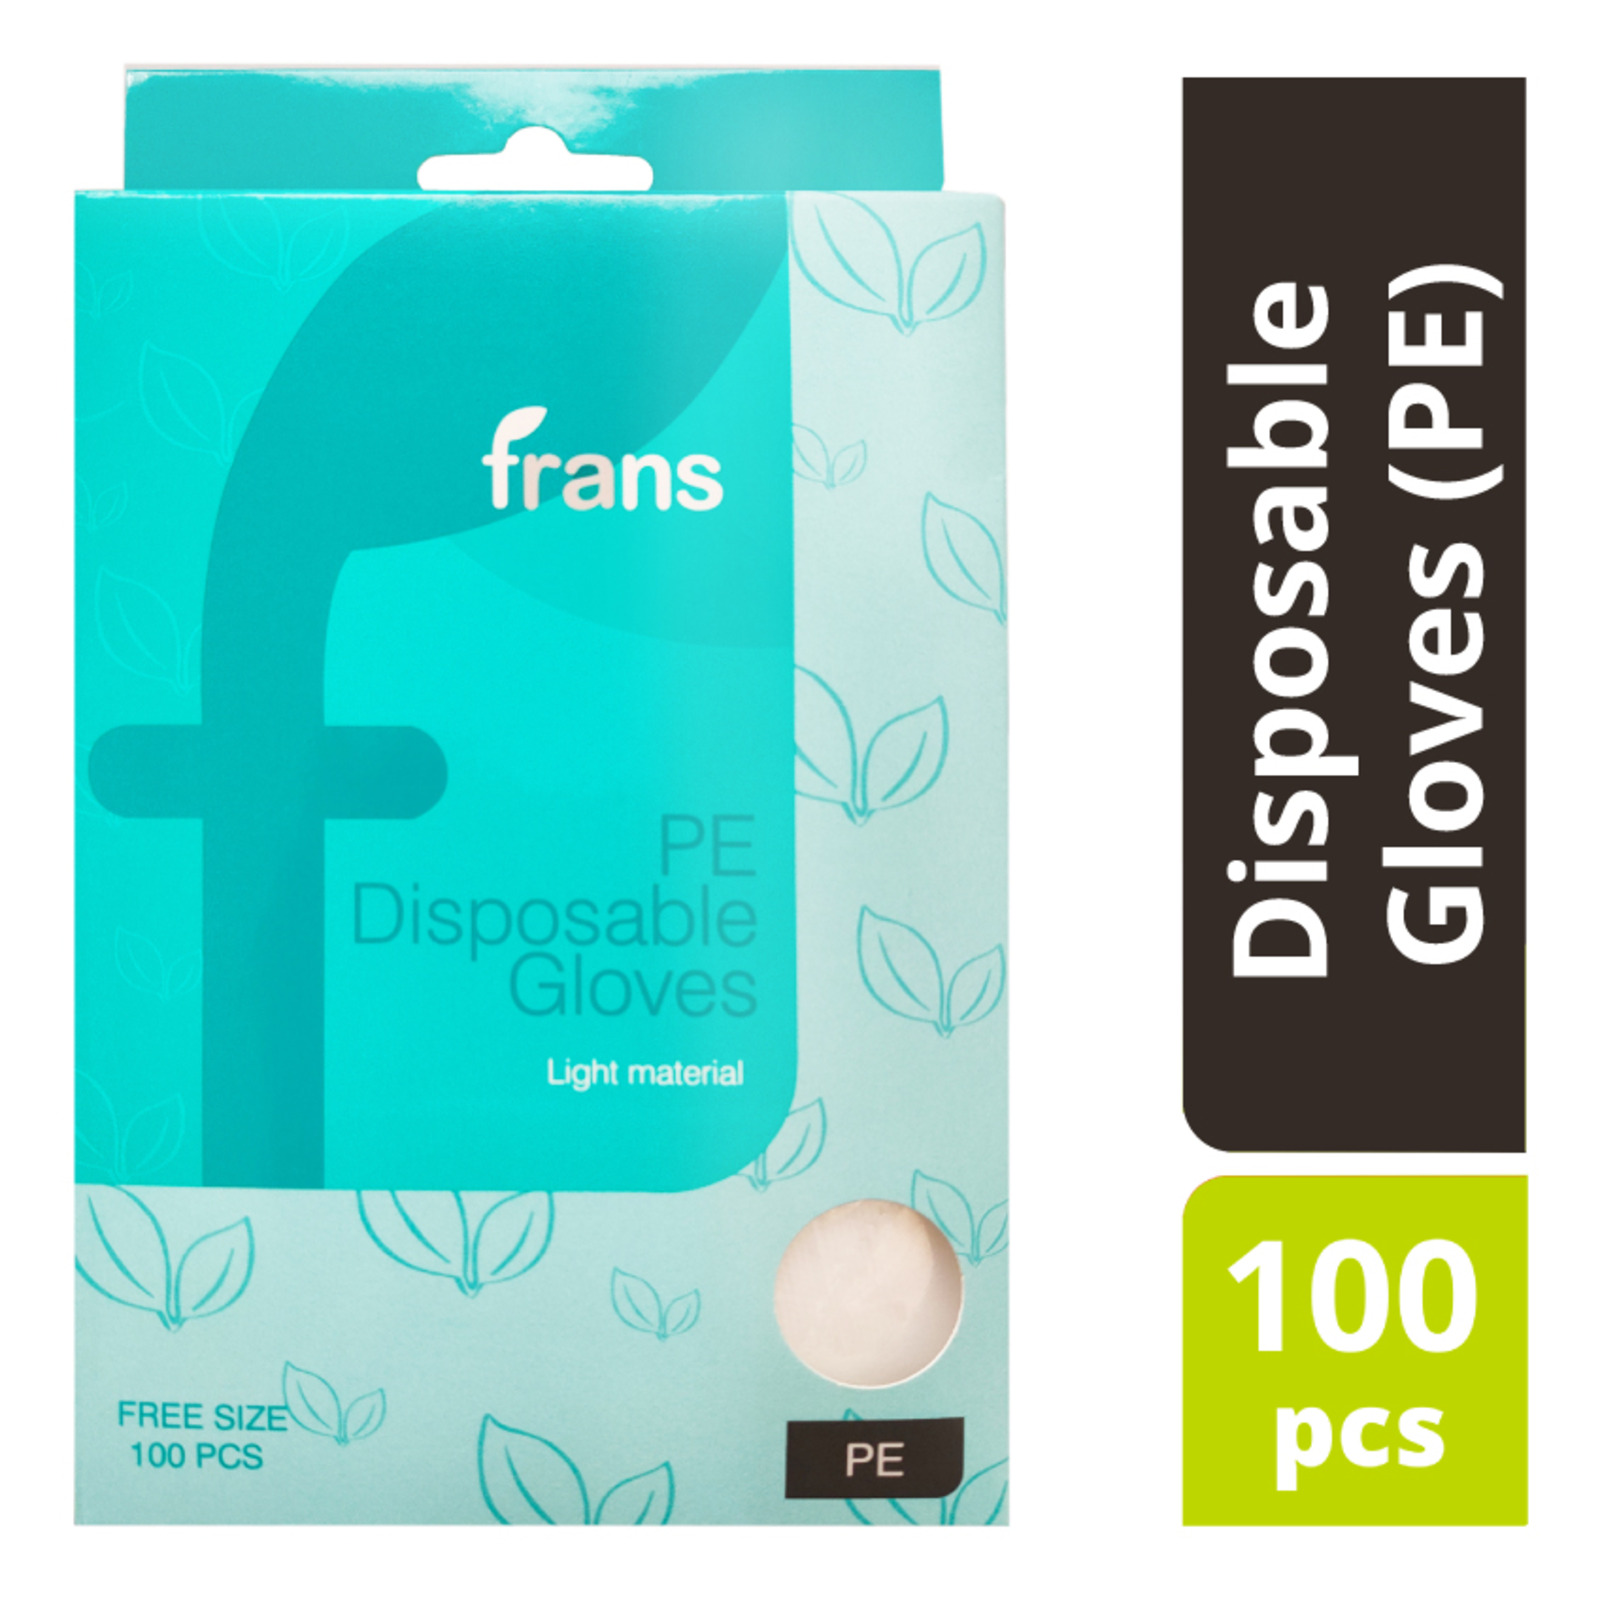 frans
PE
Disposable
Gloves
Light material
FREE SIZE
100 PCS
PE
Disposable
Gloves (PE)
100
pcs